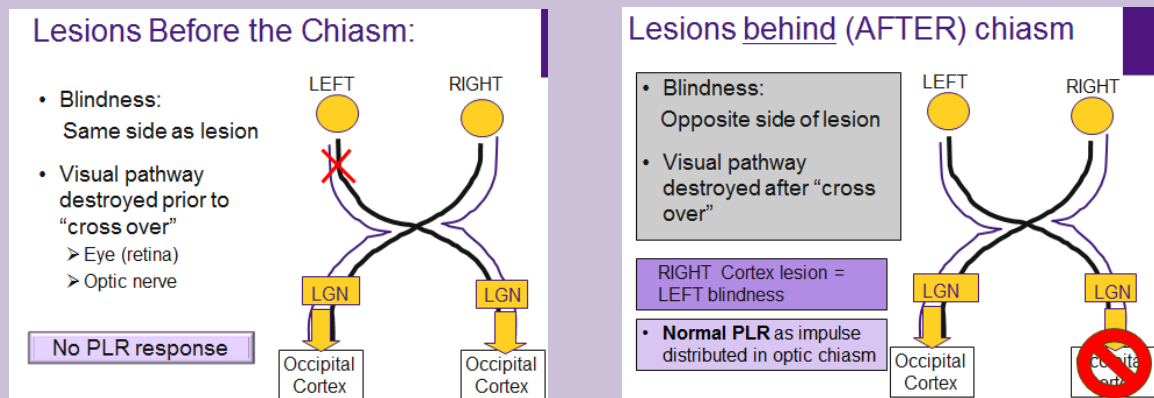 Lesions Before the Chiasm:
• Blindness:
Same side as lesion
• Visual pathway
destroyed prior to
“cross over”
➢ Eye (retina)
➢ Optic nerve
No PLR response
LEFT
RIGHT
LGN
LGN
Occipital
Cortex
Occipital
Cortex
Lesions behind (AFTER) chiasm
• Blindness:
Opposite side of lesion
• Visual pathway
destroyed after “cross
over”
RIGHT Cortex lesion =
LEFT blindness
• Normal PLR as impulse
distributed in optic chiasm
LEFT
RIGHT
LGN
LGN
Occipital
Cortex